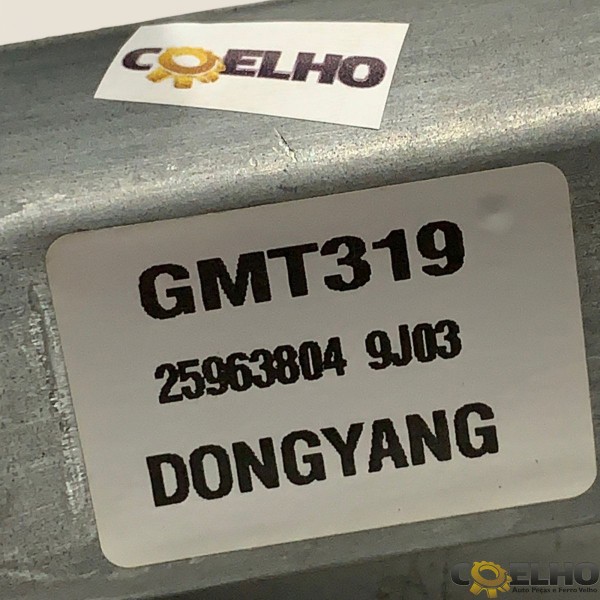 COELHO
GMT319
25963804 9J03
DONGYANG
COELHO
Auto Peças e Ferro Velho